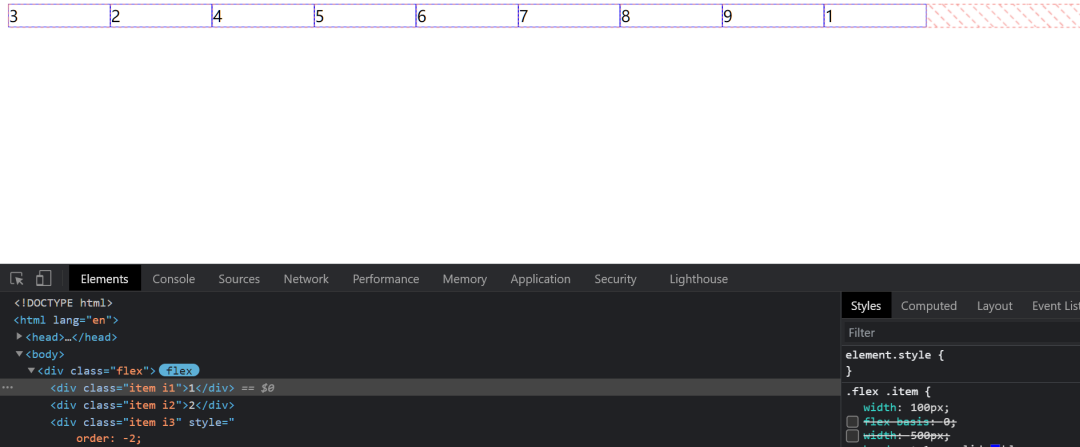 3 2 4 5 6 7 8 9 1
Elements Console Sources Network Performance Memory Application Security Lighthouse
<!DOCTYPE html>
<html lang="en">
<head>…</head>
<body>
<div class="flex"> flex
<div class="item i1">1</div> == $0
<div class="item i2">2</div>
<div class="item i3" style="
order: -2;
Styles Computed Layout Event Lis
Filter
element.style {
}
.flex .item {
width: 100px;
flex-basis: 0;
width: 500px;